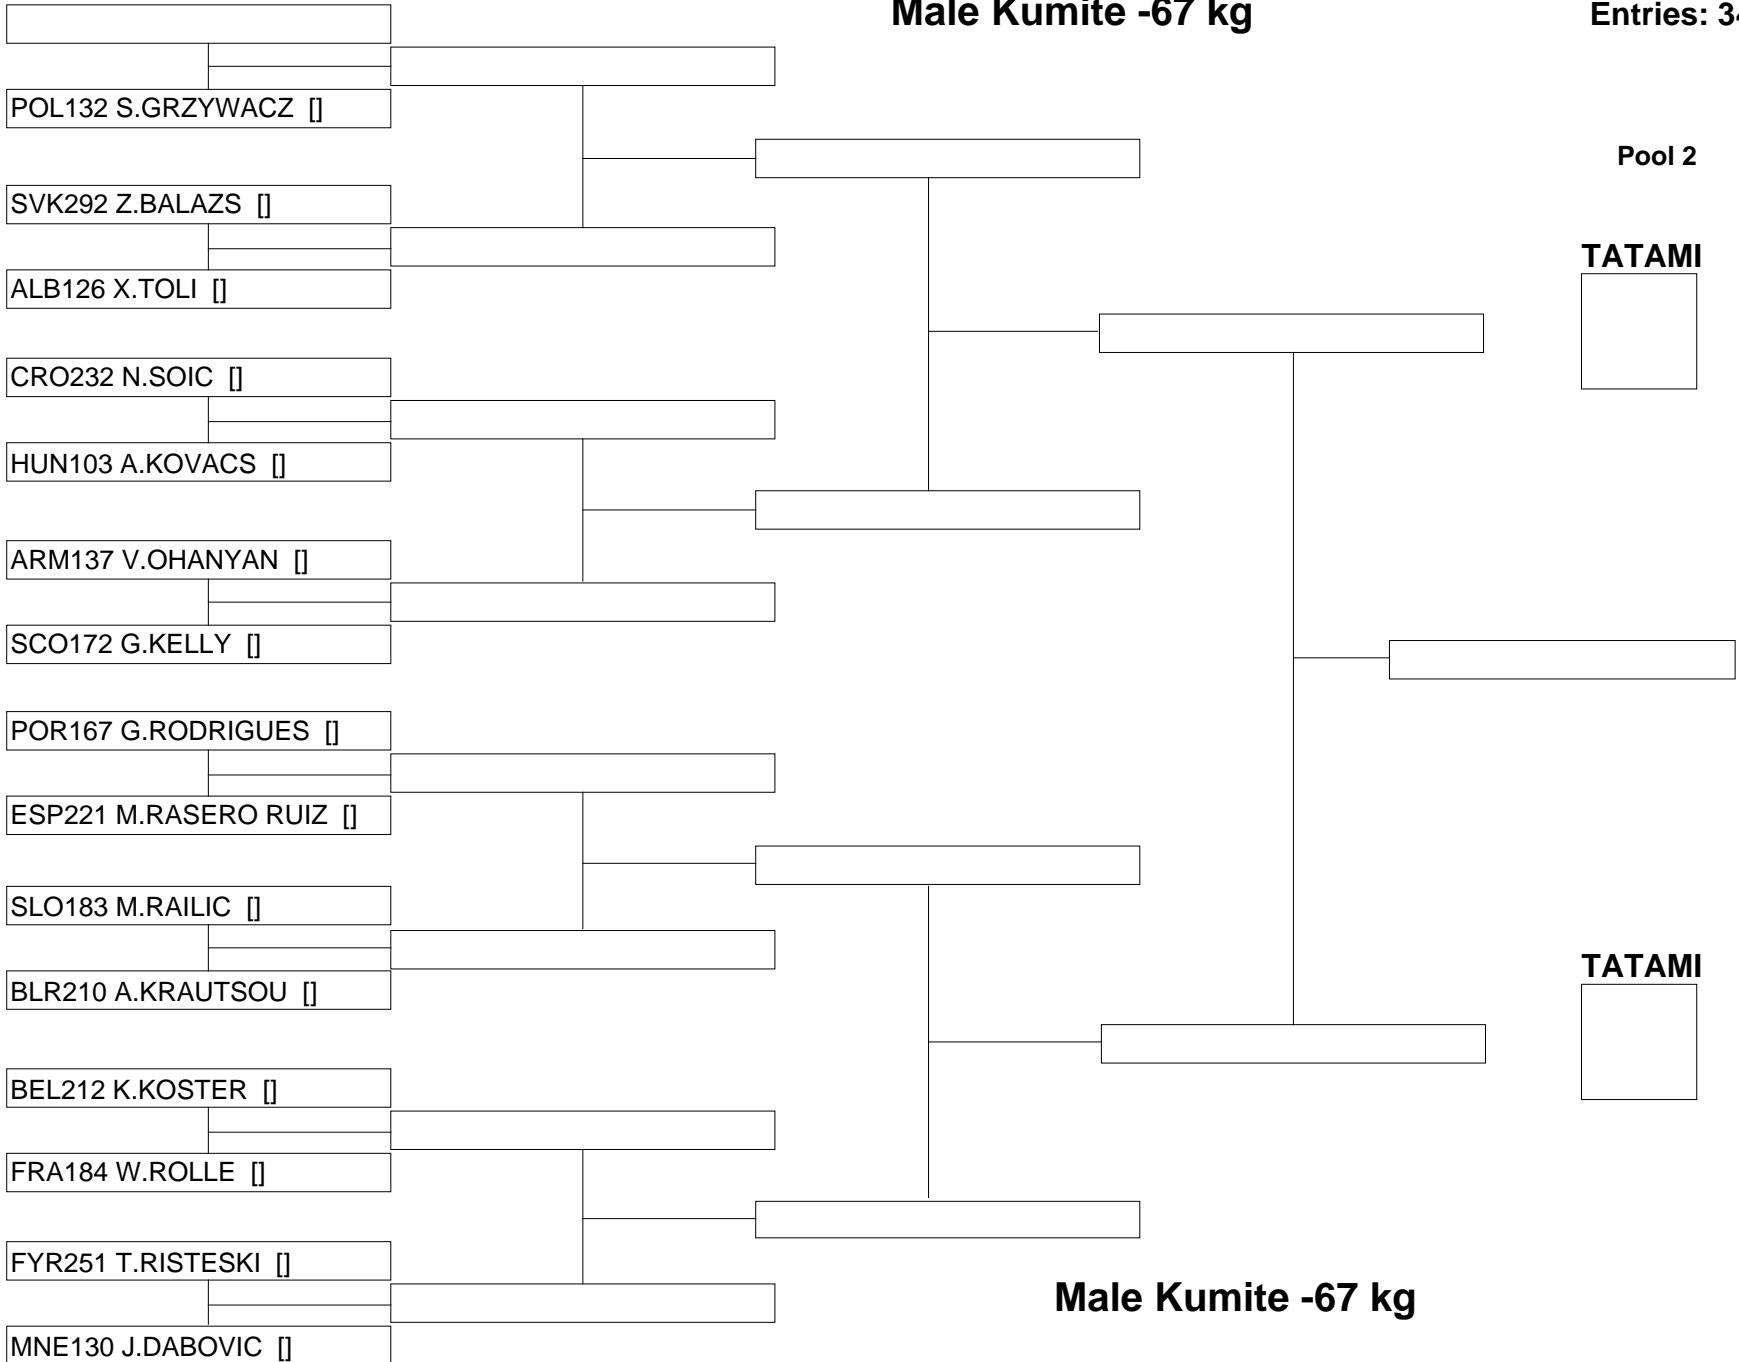 Male Kumite -67 kg
Entries: 34
POL132 S.GRZYWACZ []
Pool 2
SVK292 Z.BALAZS []
TATAMI
ALB126 X.TOLI []
CRO232 N.SOIC []
HUN103 A.KOVACS []
ARM137 V.OHANYAN []
SCO172 G.KELLY []
POR167 G.RODRIGUES []
ESP221 M.RASERO RUIZ []
SLO183 M.RAILIC []
TATAMI
BLR210 A.KRAUTSOU []
BEL212 K.KOSTER []
FRA184 W.ROLLE []
FYR251 T.RISTESKI []
Male Kumite -67 kg
MNE130 J.DABOVIC []